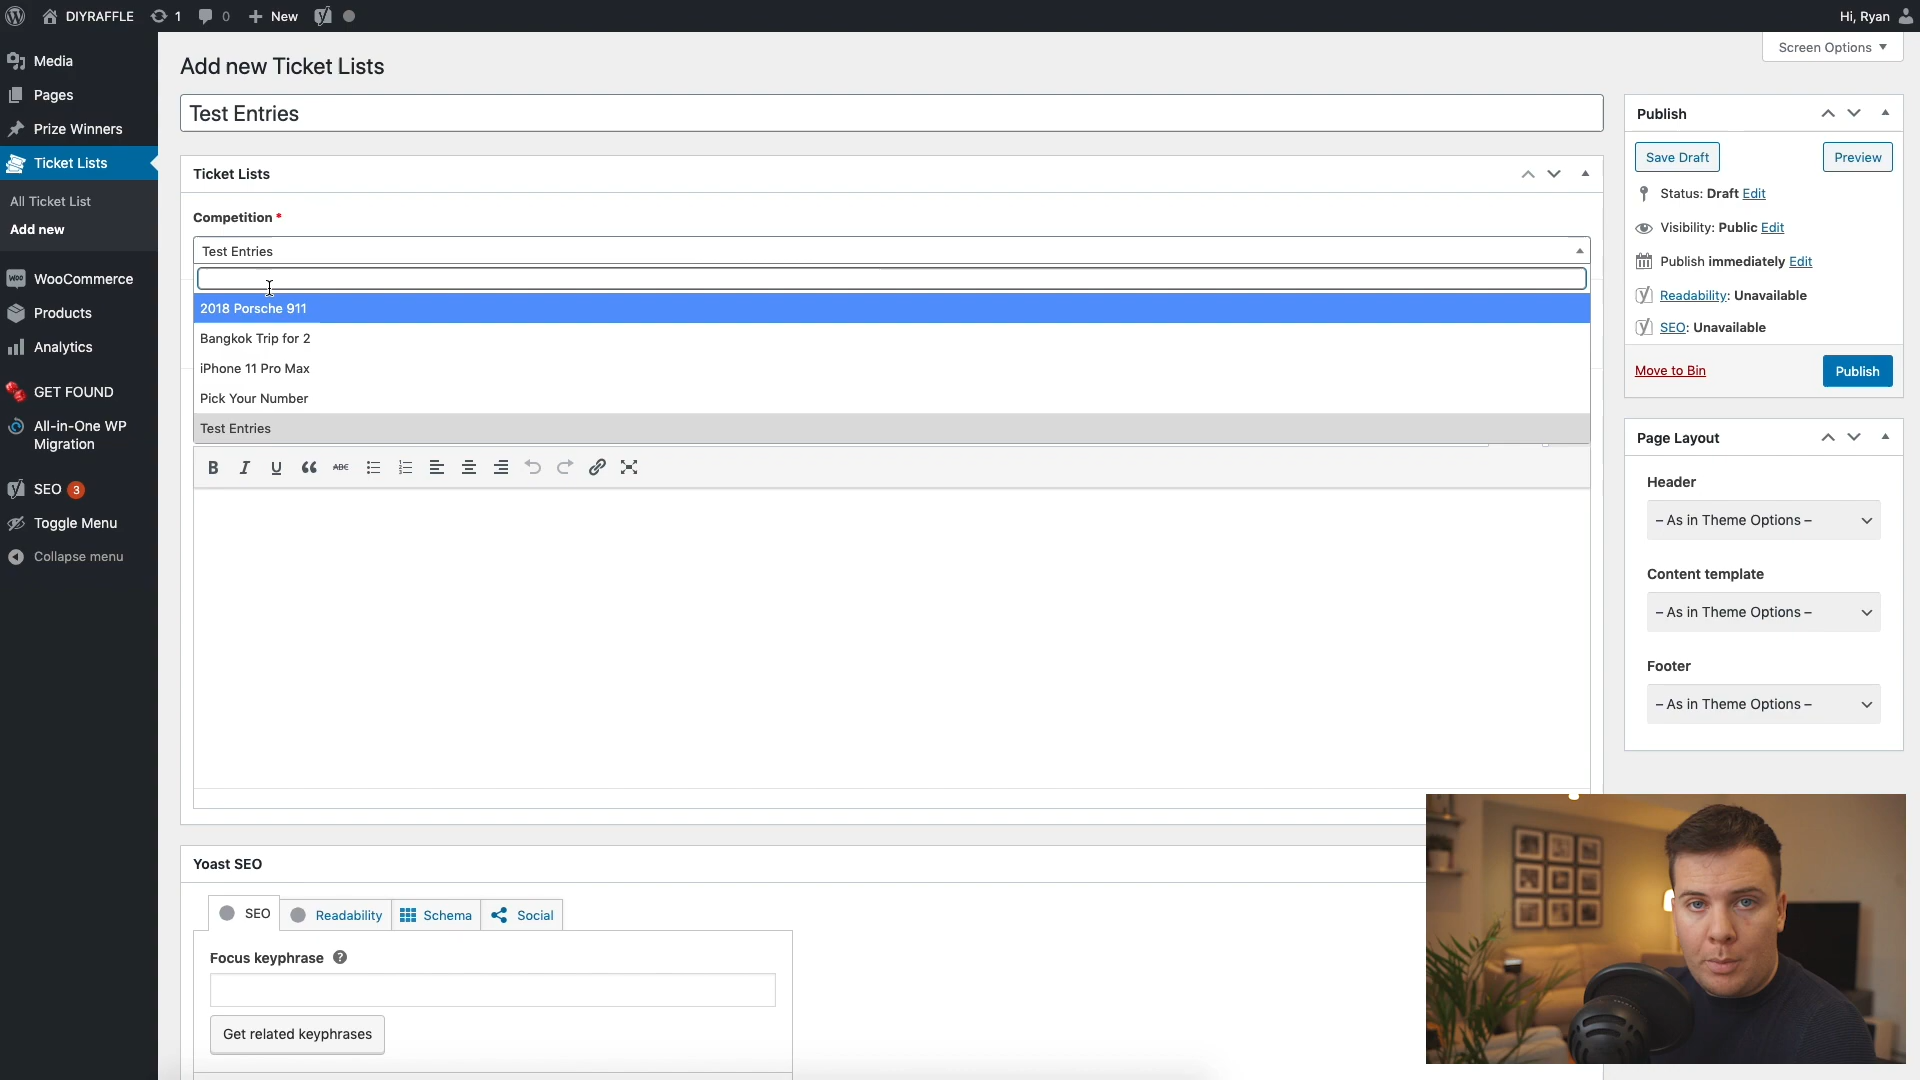 DIYRAFFLE 1 0 New Hi, Ryan
Screen Options
Media
Pages
Prize Winners
Ticket Lists
All Ticket List
Add new
WooCommerce
Products
Analytics
GET FOUND
All-in-One WP
Migration
SEO 3
Toggle Menu
Collapse menu
Add new Ticket Lists
Test Entries
Ticket Lists
Competition *
Test Entries
2018 Porsche 911
Bangkok Trip for 2
iPhone 11 Pro Max
Pick Your Number
Test Entries
B I U ABC
Yoast SEO
SEO Readability Schema Social
Focus keyphrase ?
Get related keyphrases
Publish
Save Draft Preview
Status: Draft Edit
Visibility: Public Edit
Publish immediately Edit
Readability: Unavailable
SEO: Unavailable
Move to Bin Publish
Page Layout
Header
– As in Theme Options –
Content template
– As in Theme Options –
Footer
– As in Theme Options –